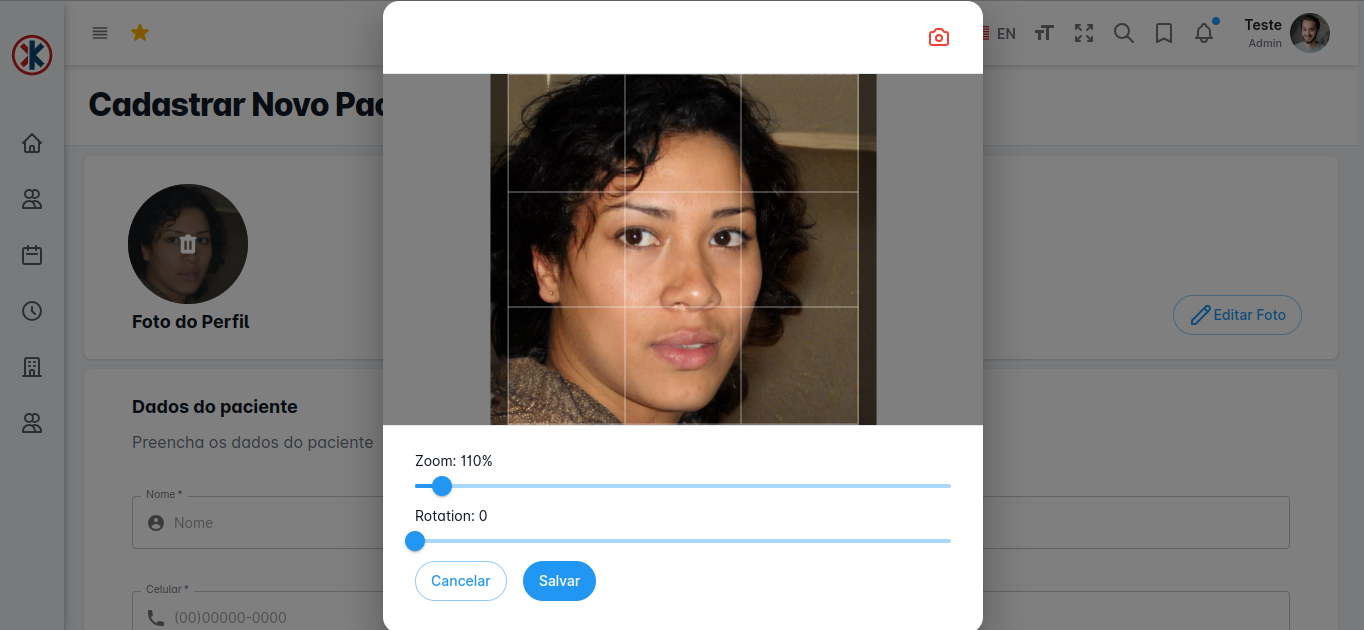 EN
Teste
Admin
Cadastrar Novo Pac
Foto do Perfil
Editar Foto
Dados do paciente
Preencha os dados do paciente
Nome *
Nome
Celular *
(00)00000-0000
Zoom: 110%
Rotation: 0
Cancelar
Salvar